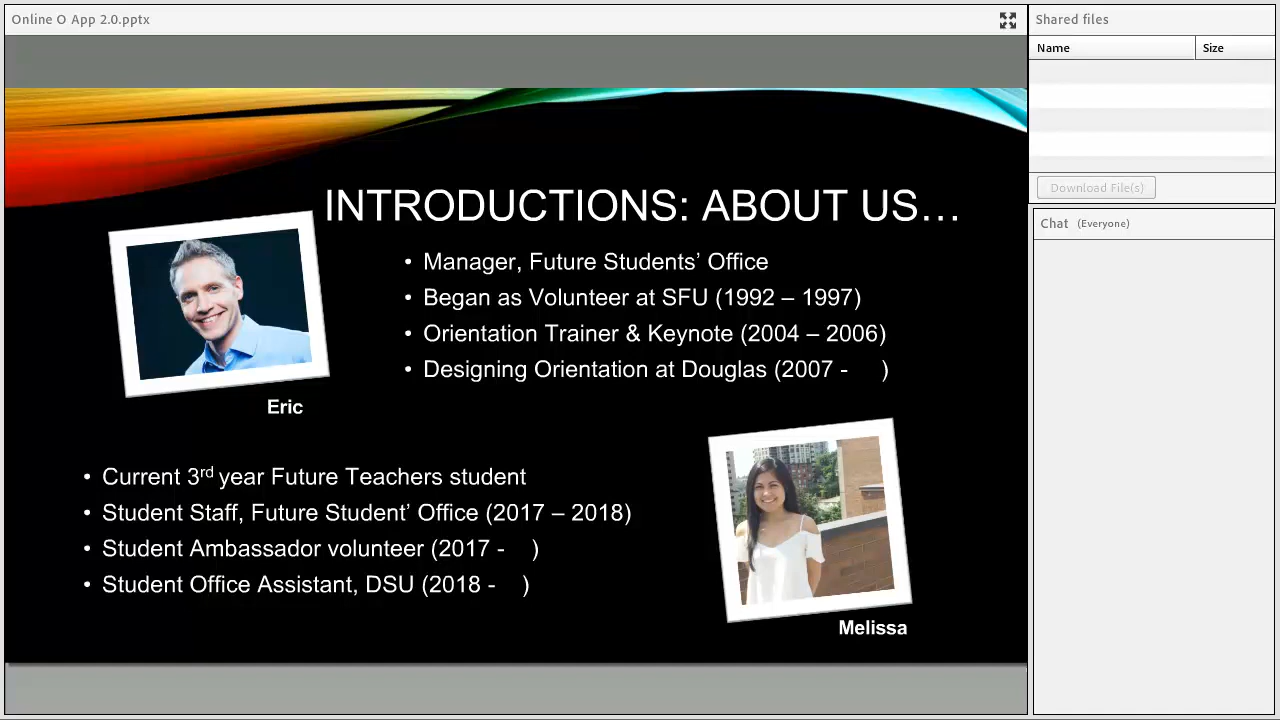 Online O App 2.0.pptx
INTRODUCTIONS: ABOUT US…
• Manager, Future Students’ Office
• Began as Volunteer at SFU (1992 – 1997)
• Orientation Trainer & Keynote (2004 – 2006)
• Designing Orientation at Douglas (2007 -     )
Eric
• Current 3rd year Future Teachers student
• Student Staff, Future Student’ Office (2017 – 2018)
• Student Ambassador volunteer (2017 -    )
• Student Office Assistant, DSU (2018 -    )
Melissa
Shared files
Name Size
Download File(s)
Chat (Everyone)